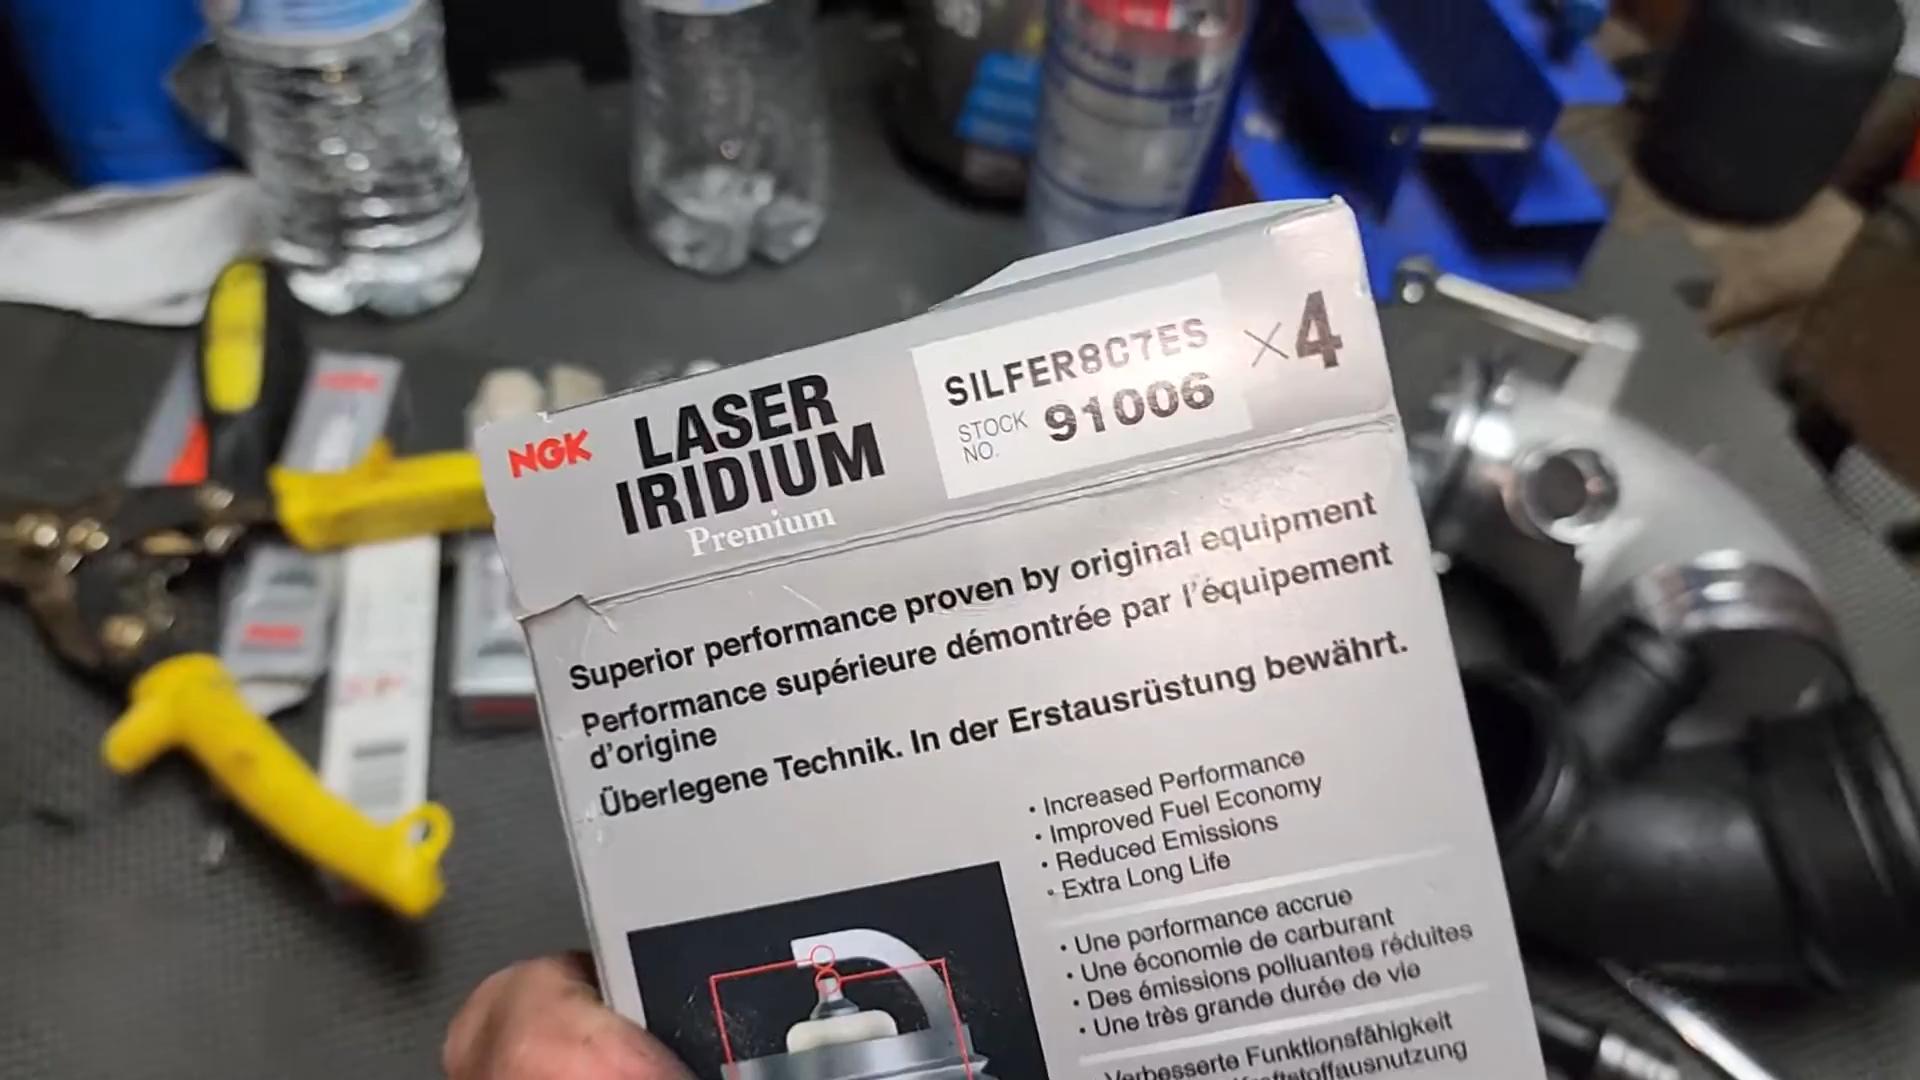 NGK
LASER
IRIDIUM
Premium
SILFER8C7ES
STOCK
NO.
91006
×4
Superior performance proven by original equipment
Performance supérieure démontrée par l'équipement
d'origine
Überlegene Technik. In der Erstausrüstung bewährt.
• Increased Performance
• Improved Fuel Economy
• Reduced Emissions
• Extra Long Life
• Une performance accrue
• Une économie de carburant
• Des émissions polluantes réduites
• Une très grande durée de vie
Verbesserte Funktionsfähigkeit